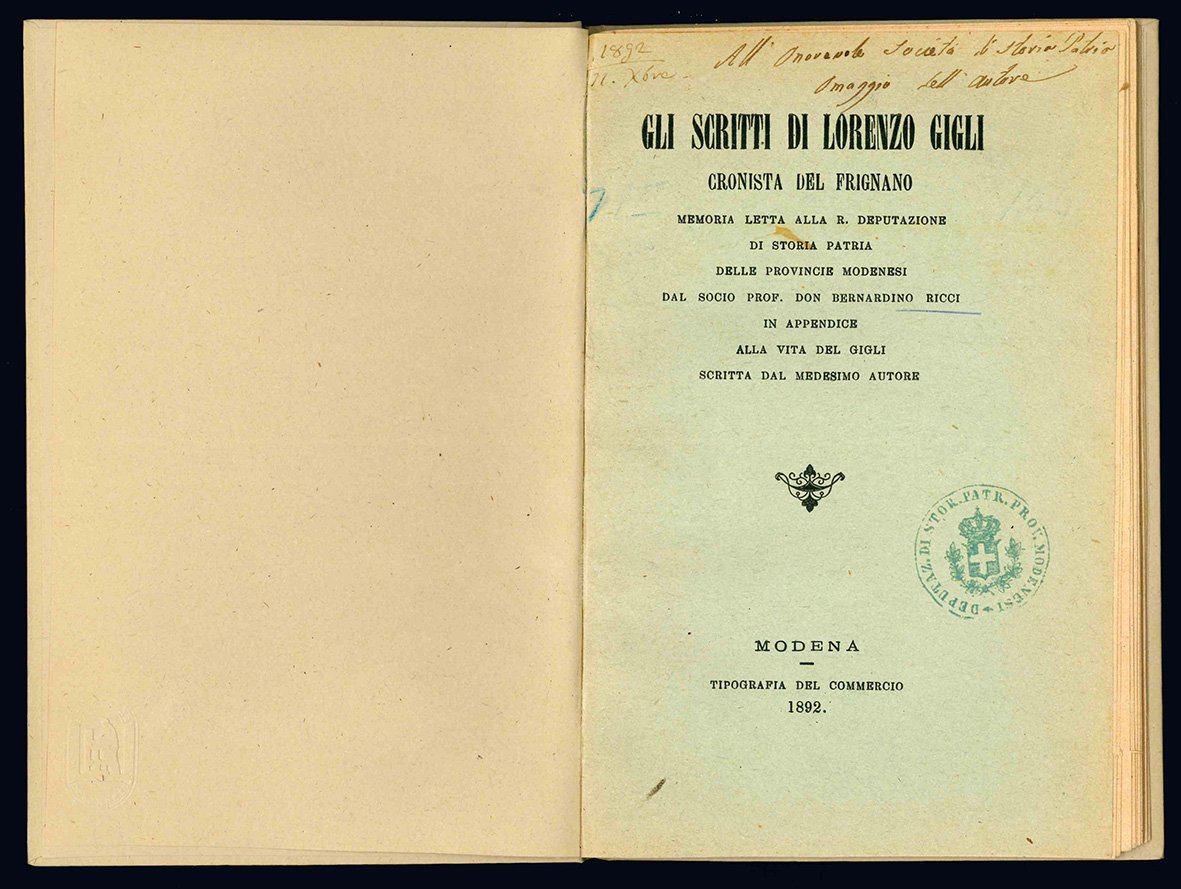 1892
All' Onorevole Società di Storia Patria
Xbre
Omaggio dell' autore
GLI SCRITTI DI LORENZO GIGLI
CRONISTA DEL FRIGNANO
MEMORIA LETTA ALLA R. DEPUTAZIONE
DI STORIA PATRIA
DELLE PROVINCIE MODENESI
DAL SOCIO PROF. DON BERNARDINO RICCI
IN APPENDICE
ALLA VITA DEL GIGLI
SCRITTA DAL MEDESIMO AUTORE
DEPUTAZ. DI STOR. PATR. PROV. MODENESI
MODENA
TIPOGRAFIA DEL COMMERCIO
1892.